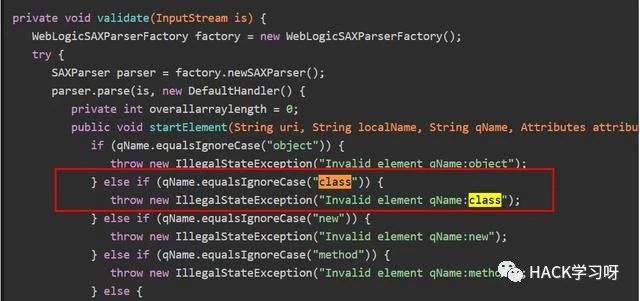 private void validate(InputStream is) {
WebLogicSAXParserFactory factory = new WebLogicSAXParserFactory();
try {
SAXParser parser = factory.newSAXParser();
parser.parse(is, new DefaultHandler() {
private int overallarraylength = 0;
public void startElement(String uri, String localName, String qName, Attributes attribut
if (qName.equalsIgnoreCase("object")) {
throw new IllegalStateException("Invalid element qName:object");
} else if (qName.equalsIgnoreCase("class")) {
throw new IllegalStateException("Invalid element qName:class");
} else if (qName.equalsIgnoreCase("new")) {
throw new IllegalStateException("Invalid element qName:new");
} else if (qName.equalsIgnoreCase("method")) {
throw new IllegalStateException("Invalid element qName:metho
} else {
HACK学习呀